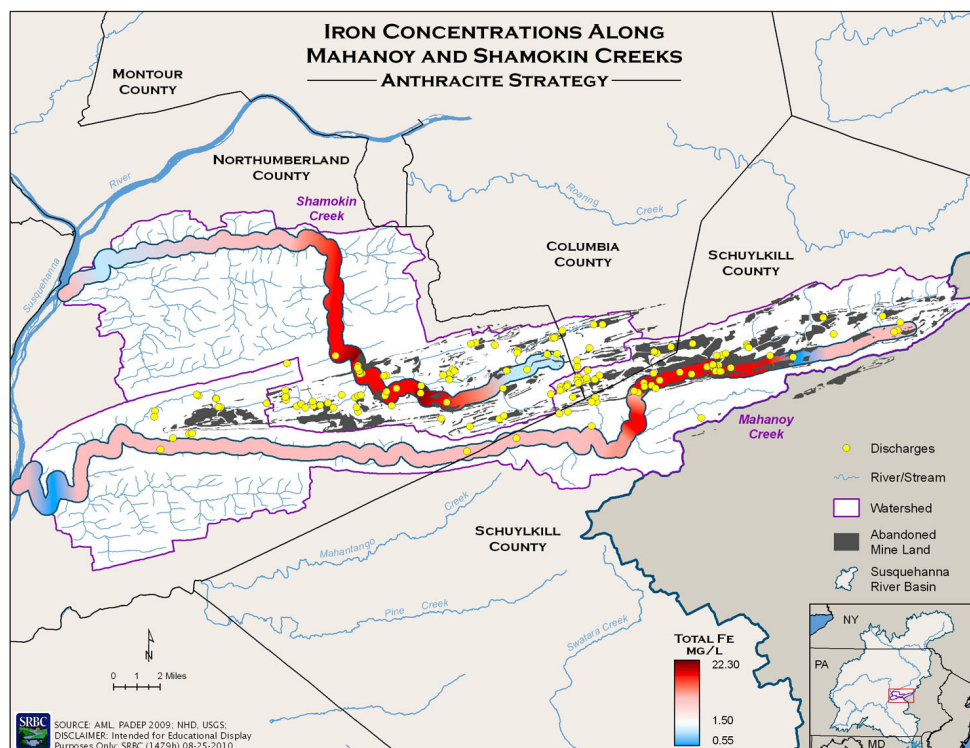 IRON CONCENTRATIONS ALONG
MAHANOY AND SHAMOKIN CREEKS
ANTHRACITE STRATEGY
MONTOUR
COUNTY
NORTHUMBERLAND
COUNTY
River
Susquehanna
Shamokin
Creek
Roaring
Creek
COLUMBIA
COUNTY
SCHUYLKILL
COUNTY
Mahanoy
Creek
Discharges
River/Stream
Watershed
Abandoned
Mine Land
Susquehanna
River Basin
SCHUYLKILL
COUNTY
Mahantango
Creek
Pine Creek
Swatara Creek
N
0 1 2 Miles
TOTAL FE
MG/L
22.30
1.50
0.55
NY
PA
MD
SRBC
SOURCE: AML, PADEP 2009; NHD, USGS;
DISCLAIMER: Intended for Educational Display
Purposes Only; SRBC (1479h) 08-25-2010